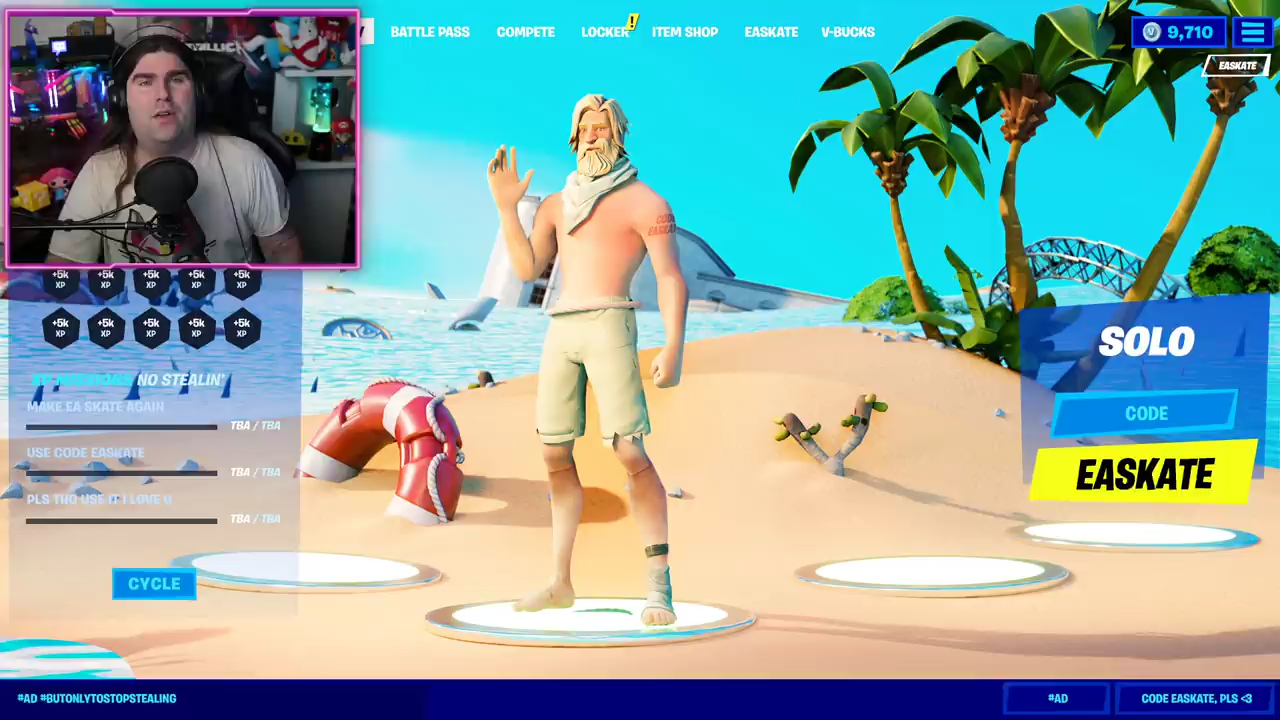 BATTLE PASS
COMPETE
LOCKER
!
ITEM SHOP
EASKATE
V-BUCKS
V
9,710
EASKATE
CODE
+5k XP
+5k XP
+5k XP
+5k XP
+5k XP
+5k XP
+5k XP
+5k XP
+5k XP
+5k XP
NO STEALIN'
MAKE EA SKATE AGAIN
TBA / TBA
USE CODE EASKATE
TBA / TBA
PLS THO USE IT I LOVE U
TBA / TBA
CYCLE
SOLO
CODE
EASKATE
#AD #BUTONLYTOSTOPSTEALING
#AD
CODE EASKATE, PLS <3